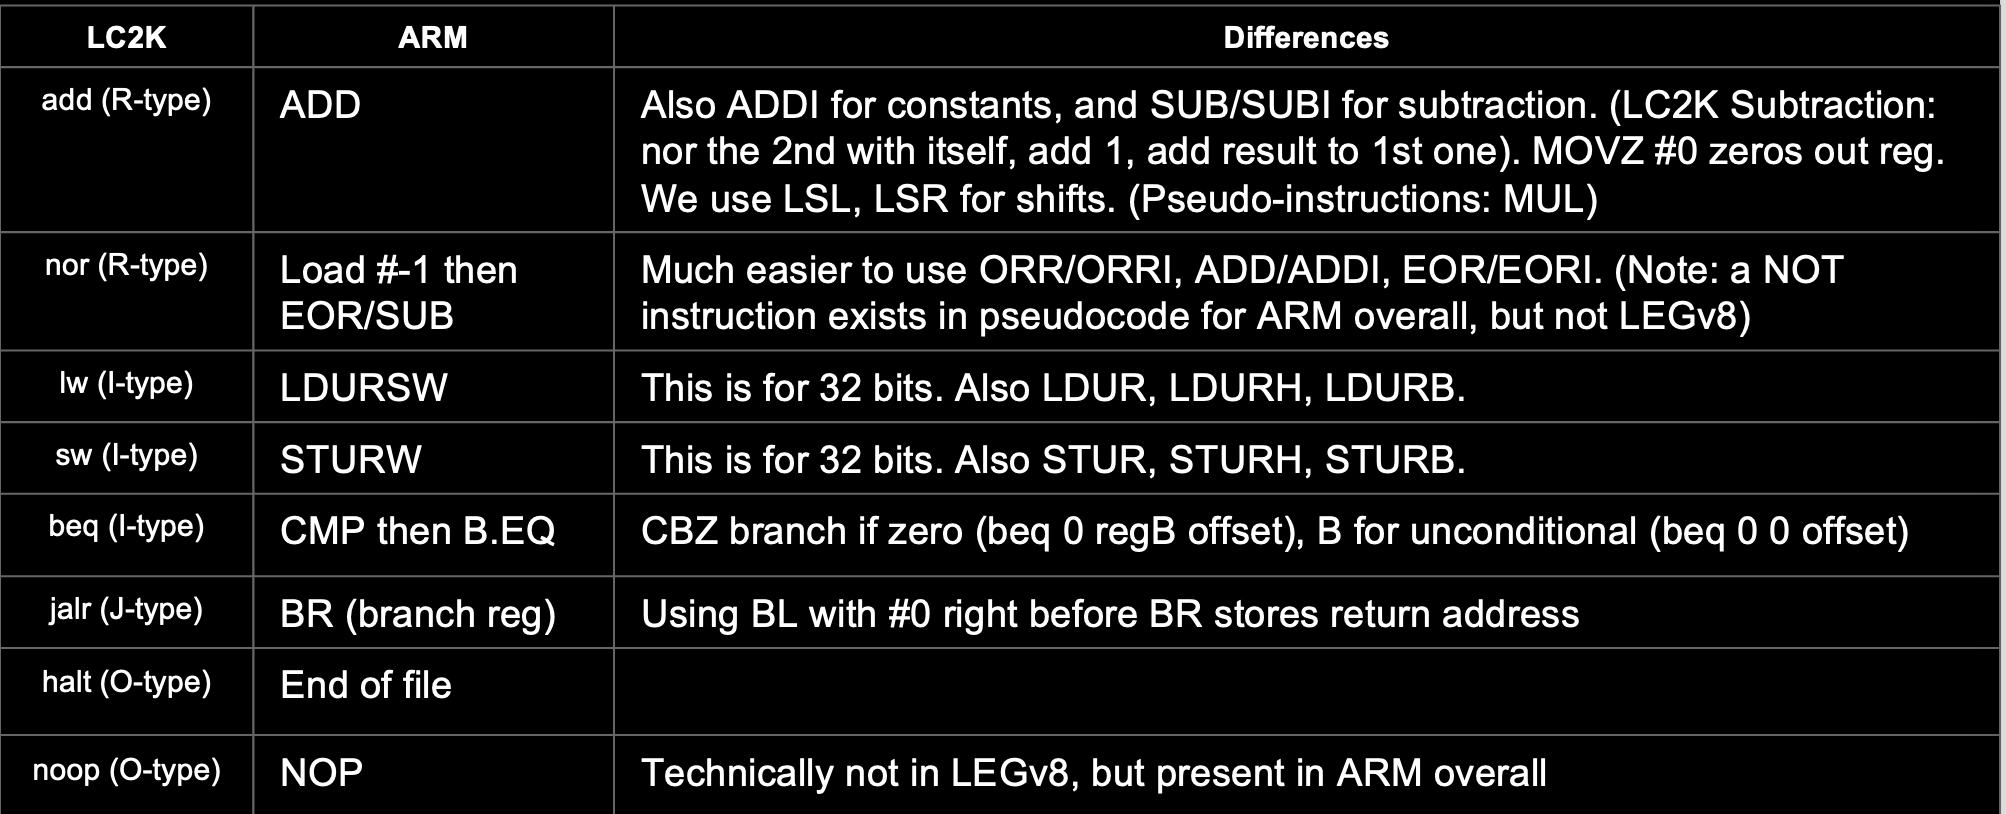 LC2K
ARM
Differences
add (R-type)
ADD
Also ADDI for constants, and SUB/SUBI for subtraction. (LC2K Subtraction:
nor the 2nd with itself, add 1, add result to 1st one). MOVZ #0 zeros out reg.
We use LSL, LSR for shifts. (Pseudo-instructions: MUL)
nor (R-type)
Load #-1 then
EOR/SUB
Much easier to use ORR/ORRI, ADD/ADDI, EOR/EORI. (Note: a NOT
instruction exists in pseudocode for ARM overall, but not LEGv8)
lw (I-type)
LDURSW
This is for 32 bits. Also LDUR, LDURH, LDURB.
sw (I-type)
STURW
This is for 32 bits. Also STUR, STURH, STURB.
beq (I-type)
CMP then B.EQ
CBZ branch if zero (beq 0 regB offset), B for unconditional (beq 0 0 offset)
jalr (J-type)
BR (branch reg)
Using BL with #0 right before BR stores return address
halt (O-type)
End of file
noop (O-type)
NOP
Technically not in LEGv8, but present in ARM overall